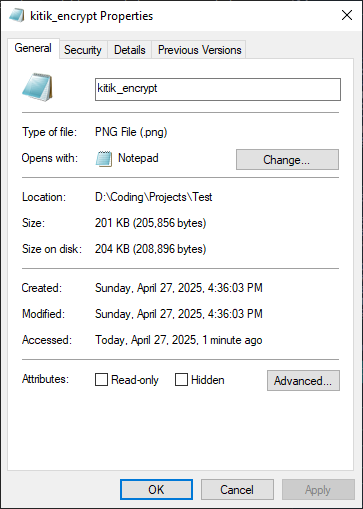 kitik_encrypt Properties
General Security Details Previous Versions
kitik_encrypt
Type of file: PNG File (.png)
Opens with: Notepad Change...
Location: D:\Coding\Projects\Test
Size: 201 KB (205,856 bytes)
Size on disk: 204 KB (208,896 bytes)
Created: Sunday, April 27, 2025, 4:36:03 PM
Modified: Sunday, April 27, 2025, 4:36:03 PM
Accessed: Today, April 27, 2025, 1 minute ago
Attributes: Read-only Hidden Advanced...
OK Cancel Apply